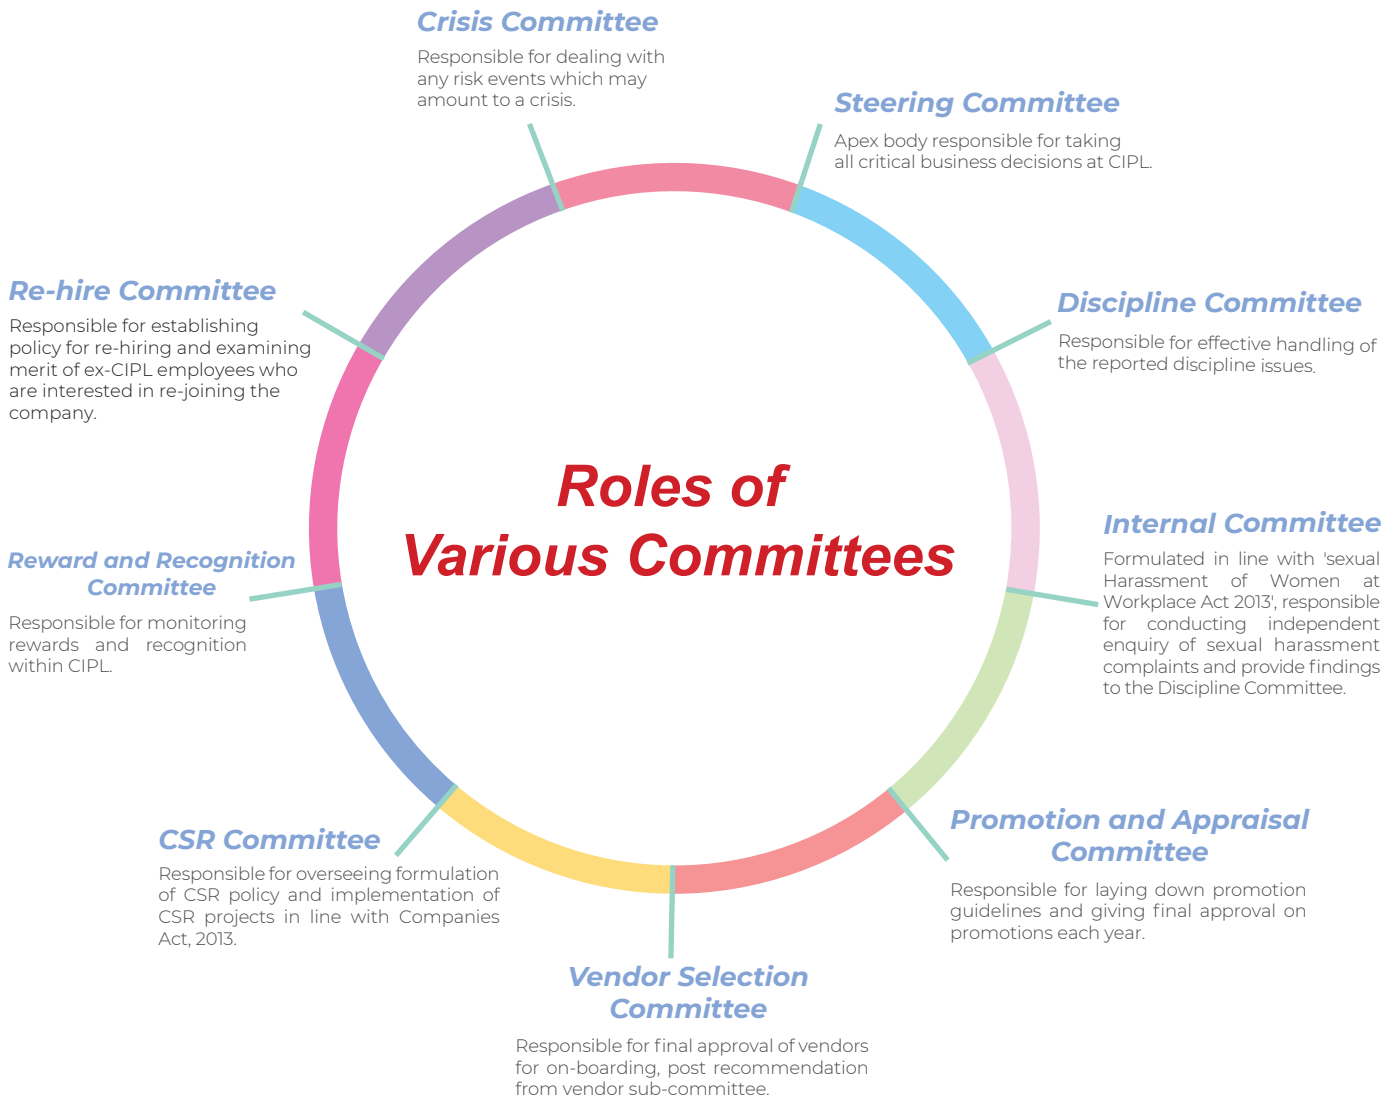 Crisis Committee
Responsible for dealing with
any risk events which may
amount to a crisis.
Steering Committee
Apex body responsible for taking
all critical business decisions at CIPL.
Re-hire Committee
Responsible for establishing
policy for re-hiring and examining
merit of ex-CIPL employees who
are interested in re-joining the
company.
Discipline Committee
Responsible for effective handling of
the reported discipline issues.
Roles of
Various Committees
Internal Committee
Formulated in line with 'sexual
Harassment of Women at
Workplace Act 2013', responsible
for conducting independent
enquiry of sexual harassment
complaints and provide findings
to the Discipline Committee.
Reward and Recognition
Committee
Responsible for monitoring
rewards and recognition
within CIPL.
CSR Committee
Responsible for overseeing formulation
of CSR policy and implementation of
CSR projects in line with Companies
Act, 2013.
Promotion and Appraisal
Committee
Responsible for laying down promotion
guidelines and giving final approval on
promotions each year.
Vendor Selection
Committee
Responsible for final approval of vendors
for on-boarding, post recommendation
from vendor sub-committee.